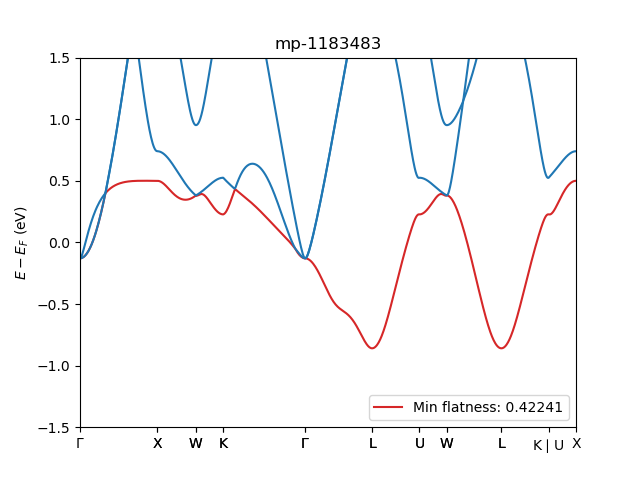 mp-1183483
E − E_F (eV)
1.5
1.0
0.5
0.0
−0.5
−1.0
−1.5
Min flatness: 0.42241
Γ X W K Γ L U W L K | U X